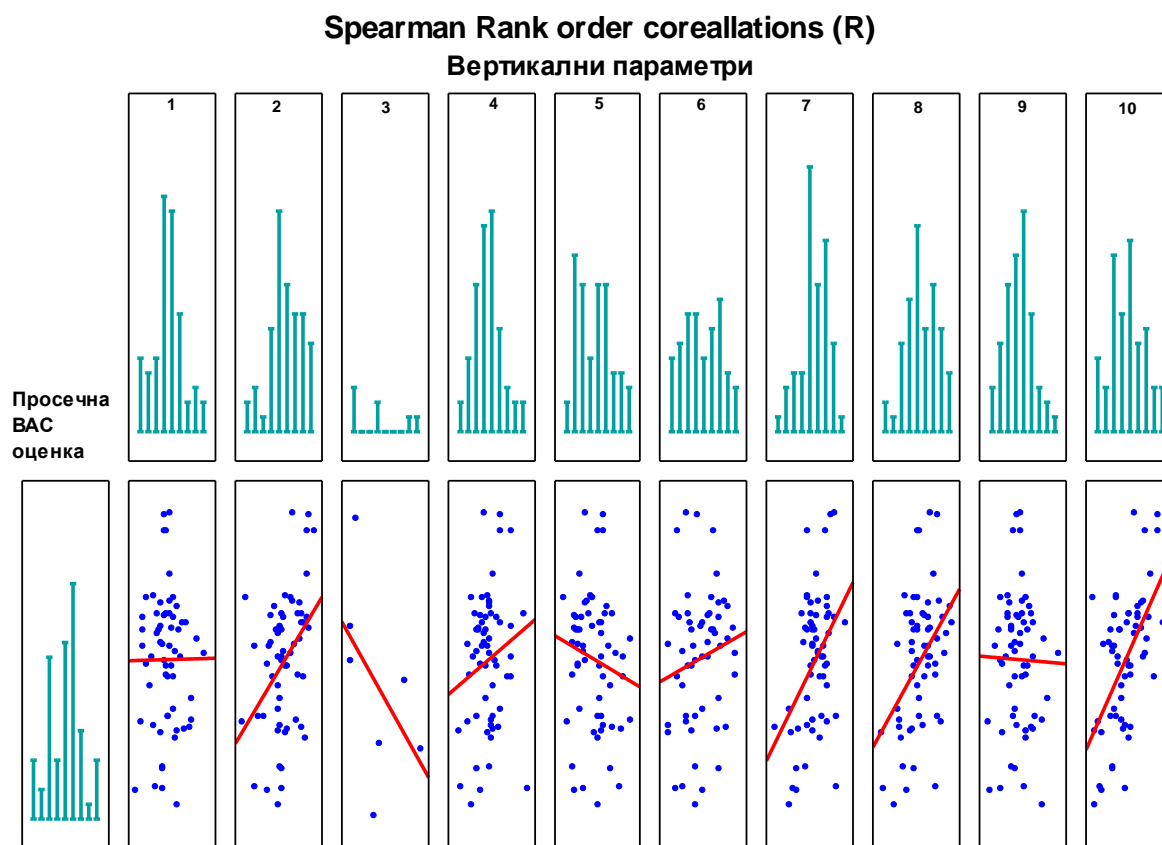 Spearman Rank order coreallations (R)
Вертикални параметри
1 2 3 4 5 6 7 8 9 10
Просечна
ВАС
оценка